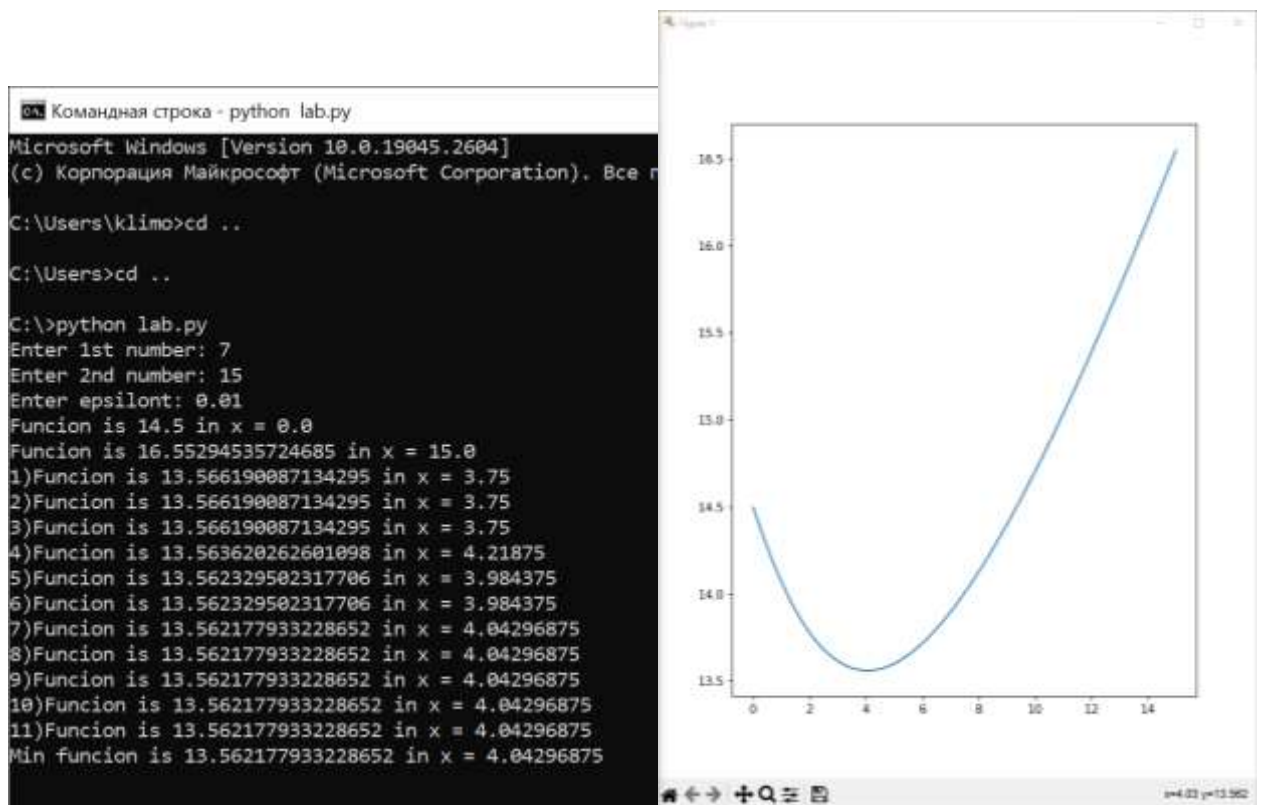 Командная строка - python lab.py
Microsoft Windows [Version 10.0.19045.2604]
(c) Корпорация Майкрософт (Microsoft Corporation). Все п
C:\Users\klimo>cd ..
C:\Users>cd ..
C:\>python lab.py
Enter 1st number: 7
Enter 2nd number: 15
Enter epsilont: 0.01
Funcion is 14.5 in x = 0.0
Funcion is 16.55294535724685 in x = 15.0
1)Funcion is 13.566190087134295 in x = 3.75
2)Funcion is 13.566190087134295 in x = 3.75
3)Funcion is 13.566190087134295 in x = 3.75
4)Funcion is 13.563620262601098 in x = 4.21875
5)Funcion is 13.562329502317706 in x = 3.984375
6)Funcion is 13.562329502317706 in x = 3.984375
7)Funcion is 13.562177933228652 in x = 4.04296875
8)Funcion is 13.562177933228652 in x = 4.04296875
9)Funcion is 13.562177933228652 in x = 4.04296875
10)Funcion is 13.562177933228652 in x = 4.04296875
11)Funcion is 13.562177933228652 in x = 4.04296875
Min funcion is 13.562177933228652 in x = 4.04296875
Figure 1
16.5
16.0
15.5
15.0
14.5
14.0
13.5
0 2 4 6 8 10 12 14
x=4.03 y=13.562